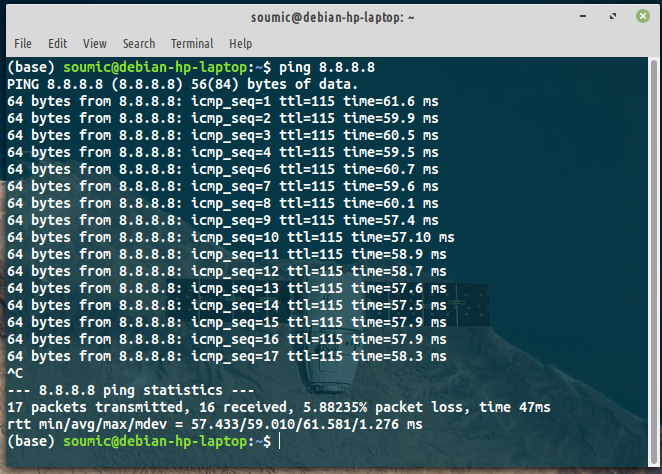 soumic@debian-hp-laptop: ~
File Edit View Search Terminal Help
(base) soumic@debian-hp-laptop:~$ ping 8.8.8.8
PING 8.8.8.8 (8.8.8.8) 56(84) bytes of data.
64 bytes from 8.8.8.8: icmp_seq=1 ttl=115 time=61.6 ms
64 bytes from 8.8.8.8: icmp_seq=2 ttl=115 time=59.9 ms
64 bytes from 8.8.8.8: icmp_seq=3 ttl=115 time=60.5 ms
64 bytes from 8.8.8.8: icmp_seq=4 ttl=115 time=59.5 ms
64 bytes from 8.8.8.8: icmp_seq=6 ttl=115 time=60.7 ms
64 bytes from 8.8.8.8: icmp_seq=7 ttl=115 time=59.6 ms
64 bytes from 8.8.8.8: icmp_seq=8 ttl=115 time=60.1 ms
64 bytes from 8.8.8.8: icmp_seq=9 ttl=115 time=57.4 ms
64 bytes from 8.8.8.8: icmp_seq=10 ttl=115 time=57.10 ms
64 bytes from 8.8.8.8: icmp_seq=11 ttl=115 time=58.9 ms
64 bytes from 8.8.8.8: icmp_seq=12 ttl=115 time=58.7 ms
64 bytes from 8.8.8.8: icmp_seq=13 ttl=115 time=57.6 ms
64 bytes from 8.8.8.8: icmp_seq=14 ttl=115 time=57.5 ms
64 bytes from 8.8.8.8: icmp_seq=15 ttl=115 time=57.9 ms
64 bytes from 8.8.8.8: icmp_seq=16 ttl=115 time=57.9 ms
64 bytes from 8.8.8.8: icmp_seq=17 ttl=115 time=58.3 ms
^C
--- 8.8.8.8 ping statistics ---
17 packets transmitted, 16 received, 5.88235% packet loss, time 47ms
rtt min/avg/max/mdev = 57.433/59.010/61.581/1.276 ms
(base) soumic@debian-hp-laptop:~$